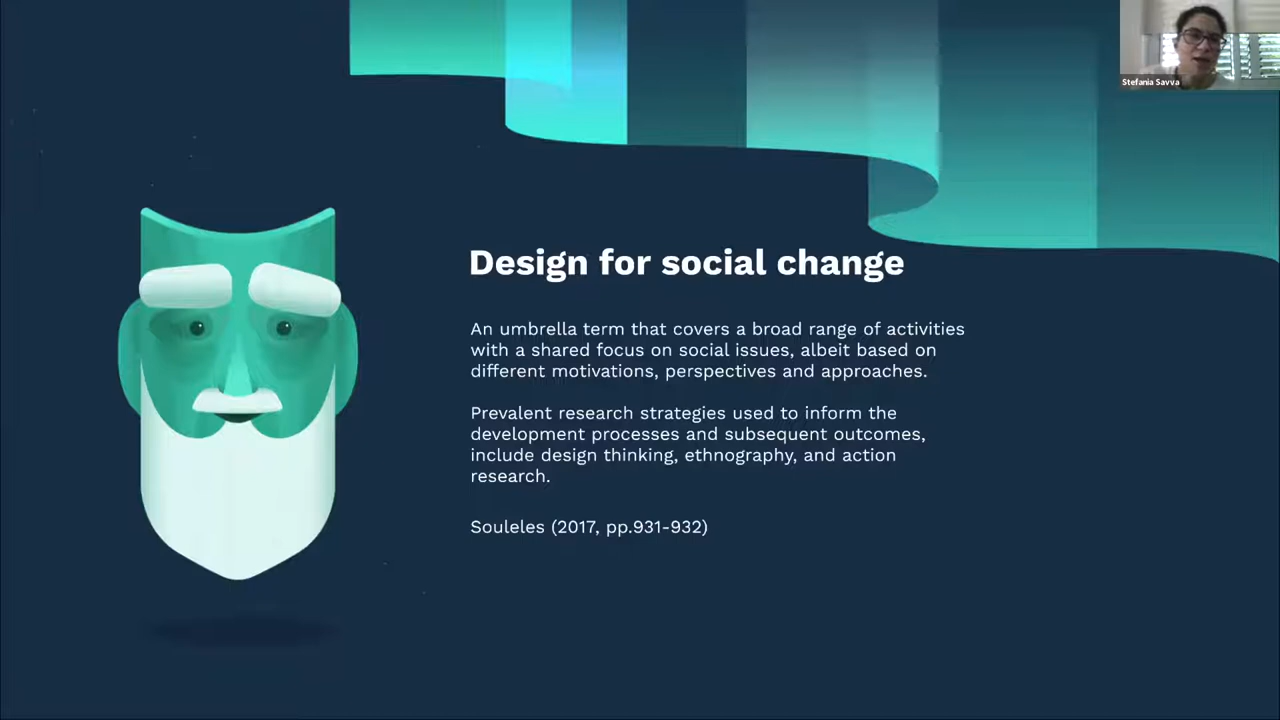 Stefania Savva
Design for social change
An umbrella term that covers a broad range of activities
with a shared focus on social issues, albeit based on
different motivations, perspectives and approaches.
Prevalent research strategies used to inform the
development processes and subsequent outcomes,
include design thinking, ethnography, and action
research.
Souleles (2017, pp.931-932)